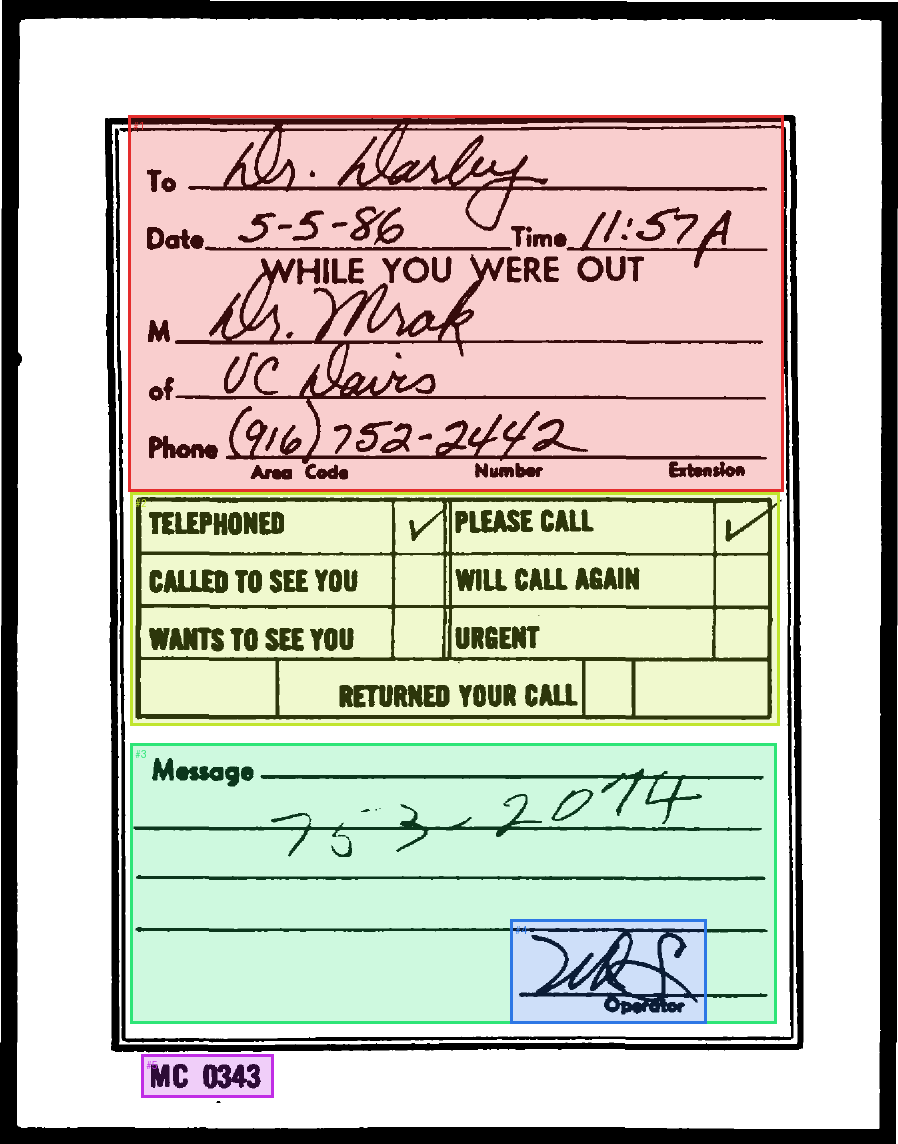 To Dr. Darby
Date 5-5-86 Time 11:57A
WHILE YOU WERE OUT
M Dr. Mrak
of UC Davis
Phone (916) 752-2442
Area Code Number Extension
TELEPHONED ✓ PLEASE CALL ✓
CALLED TO SEE YOU WILL CALL AGAIN
WANTS TO SEE YOU URGENT
RETURNED YOUR CALL
Message
753-2074
Operator
MC 0343